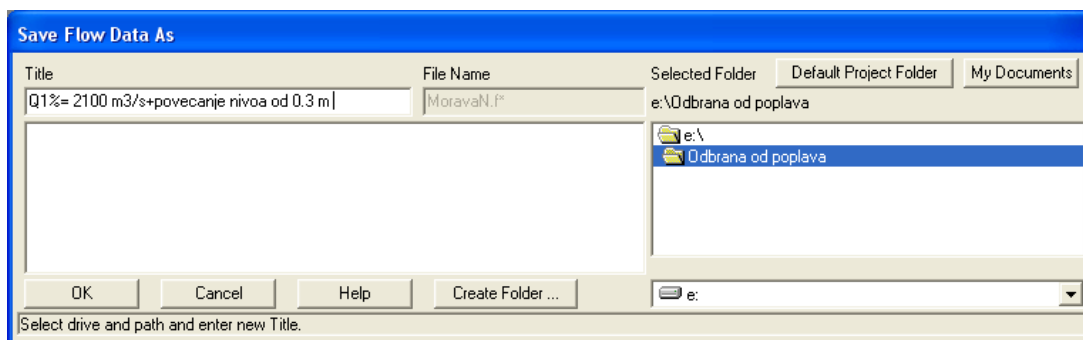 Save Flow Data As
Title File Name Selected Folder Default Project Folder My Documents
Q1%= 2100 m3/s+povecanje nivoa od 0.3 m MoravaN.f* e:\Odbrana od poplava
e:\
Odbrana od poplava
OK Cancel Help Create Folder ... e:
Select drive and path and enter new Title.